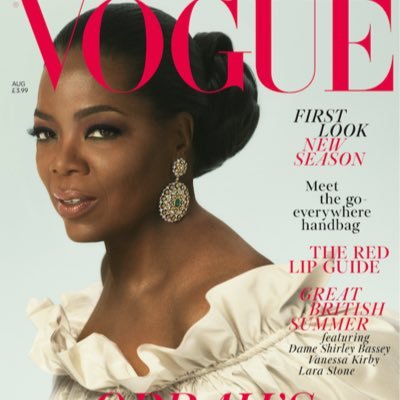 VOGUE
AUG
£3.99
FIRST
LOOK
NEW
SEASON
Meet
the go-
everywhere
handbag
THE RED
LIP GUIDE
GREAT
BRITISH
SUMMER
featuring
Dame Shirley Bassey
Vanessa Kirby
Lara Stone
OPRAH'S